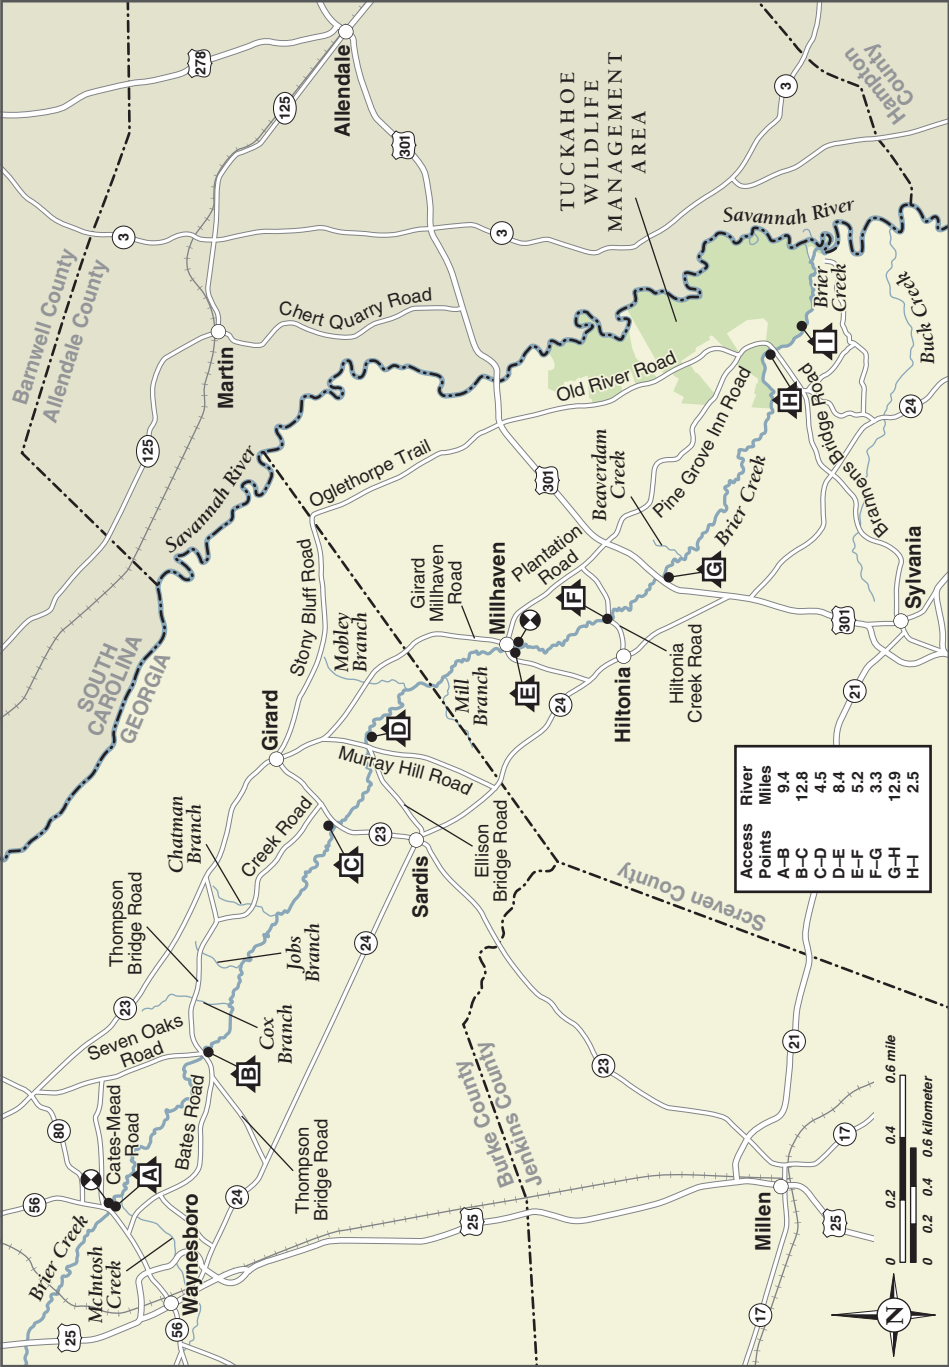 278
125
Allendale
301
3
3
3
Hampton
County
TUCKAHOE
WILDLIFE
MANAGEMENT
AREA
Savannah River
Barnwell County
Allendale County
Chert Quarry Road
Martin
125
Savannah River
Old River Road
Oglethorpe Trail
Brier
Creek
I
Buck Creek
H
Brannens Bridge Road
24
Pine Grove Inn Road
Beaverdam
Creek
301
Brier Creek
G
Brannens
Sylvania
301
21
SOUTH
CAROLINA
GEORGIA
Stony Bluff Road
Mobley
Branch
Girard
Millhaven
Road
Millhaven
Plantation
Road
F
E
Mill
Branch
24
Hiltonia
Hiltonia
Creek Road
Girard
D
Murray Hill Road
Ellison
Bridge Road
Chatman
Branch
Creek Road
C
23
Sardis
Screven County
Thompson
Bridge Road
Jobs
Branch
24
23
Seven Oaks
Road
Cox
Branch
B
23
Burke County
Jenkins County
21
80
Cates-Mead
Road
Bates Road
A
56
Thompson
Bridge Road
24
Brier Creek
McIntosh
Creek
Waynesboro
25
56
25
Millen
17
25
17
Access River
Points Miles
A–B 9.4
B–C 12.8
C–D 4.5
D–E 8.4
E–F 5.2
F–G 3.3
G–H 12.9
H–I 2.5
0 0.2 0.4 0.6 mile
0 0.2 0.4 0.6 kilometer
N